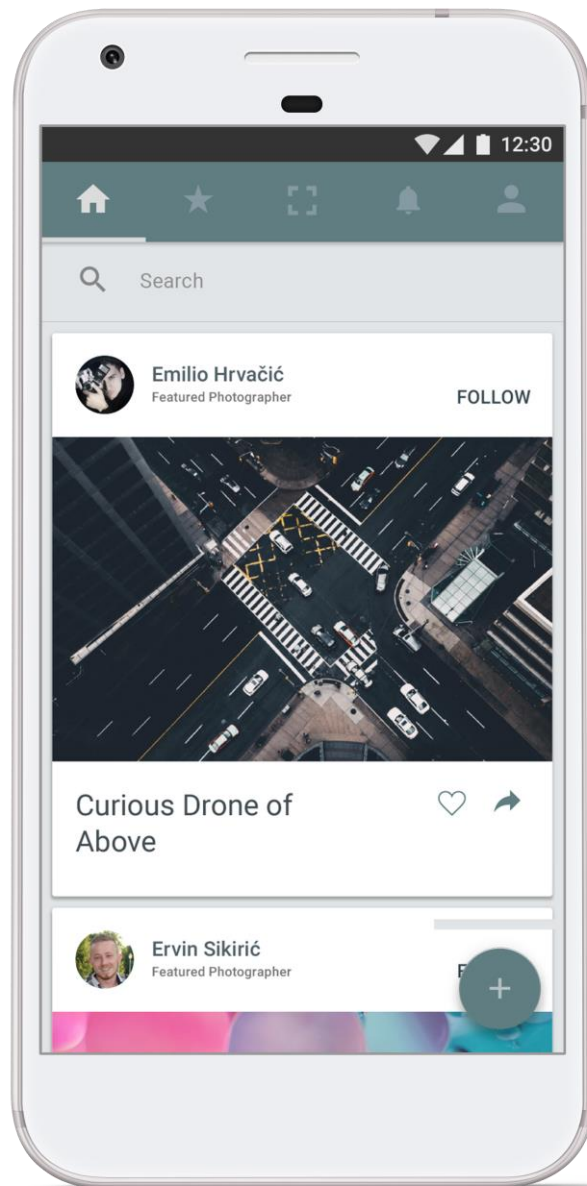 12:30
Search
Emilio Hrvačić
Featured Photographer
FOLLOW
Curious Drone of
Above
Ervin Sikirić
Featured Photographer
+